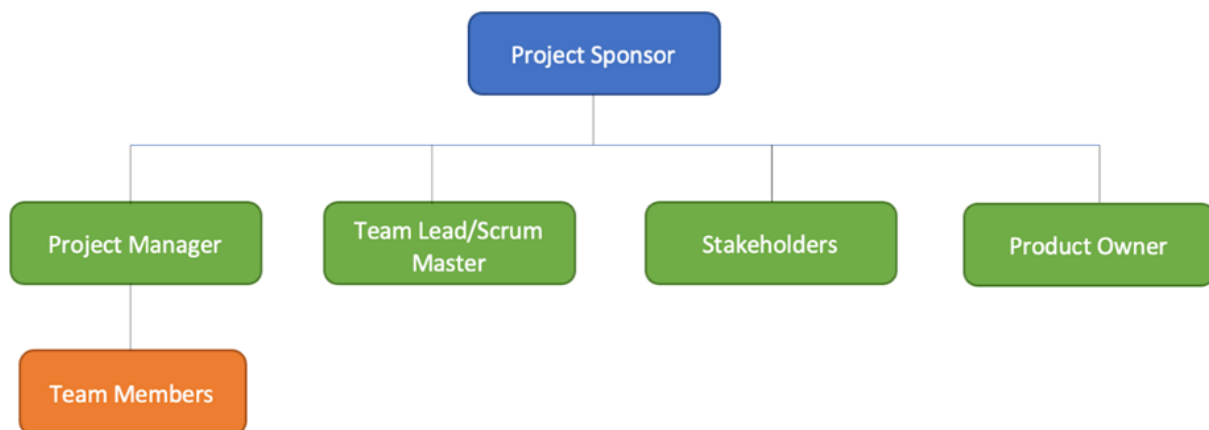 Project Sponsor
Project Manager
Team Lead/Scrum
Master
Stakeholders
Product Owner
Team Members